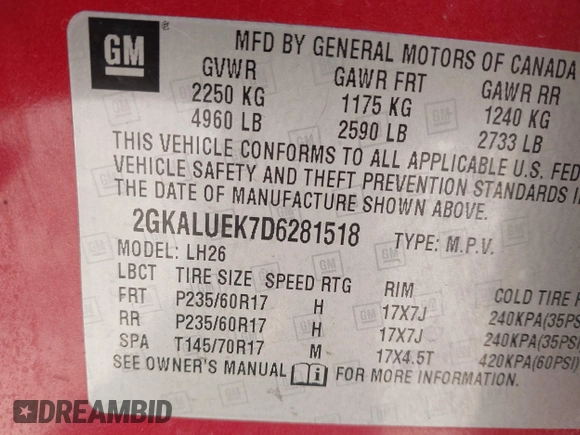 GM
MFD BY GENERAL MOTORS OF CANADA
GVWR GAWR FRT GAWR RR
2250 KG 1175 KG 1240 KG
4960 LB 2590 LB 2733 LB
THIS VEHICLE CONFORMS TO ALL APPLICABLE U.S. FED
VEHICLE SAFETY AND THEFT PREVENTION STANDARDS I
THE DATE OF MANUFACTURE SHOWN ABOVE.
2GKALUEK7D6281518 TYPE: M.P.V.
MODEL: LH26
LBCT TIRE SIZE SPEED RTG RIM COLD TIRE
FRT P235/60R17 H 17X7J 240KPA(35PSI
RR P235/60R17 H 17X7J 240KPA(35PSI
SPA T145/70R17 M 17X4.5T 420KPA(60PSI)
SEE OWNER'S MANUAL i FOR MORE INFORMATION.
DREAMBID